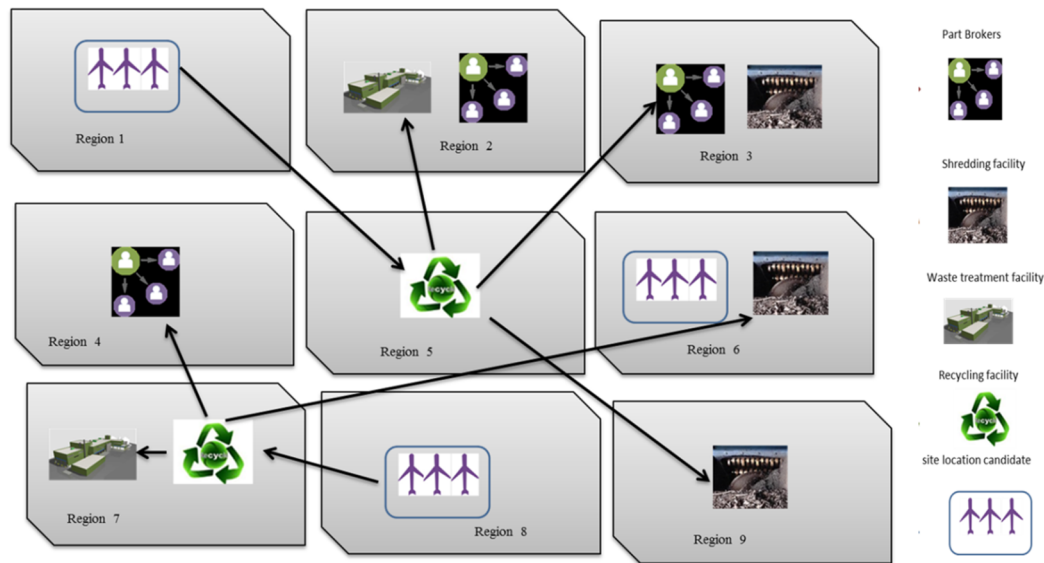 Part Brokers
Region 1
Region 2
Region 3
Shredding facility
Waste treatment facility
Region 4
Region 5
Region 6
Recycling facility
site location candidate
Region 7
Region 8
Region 9